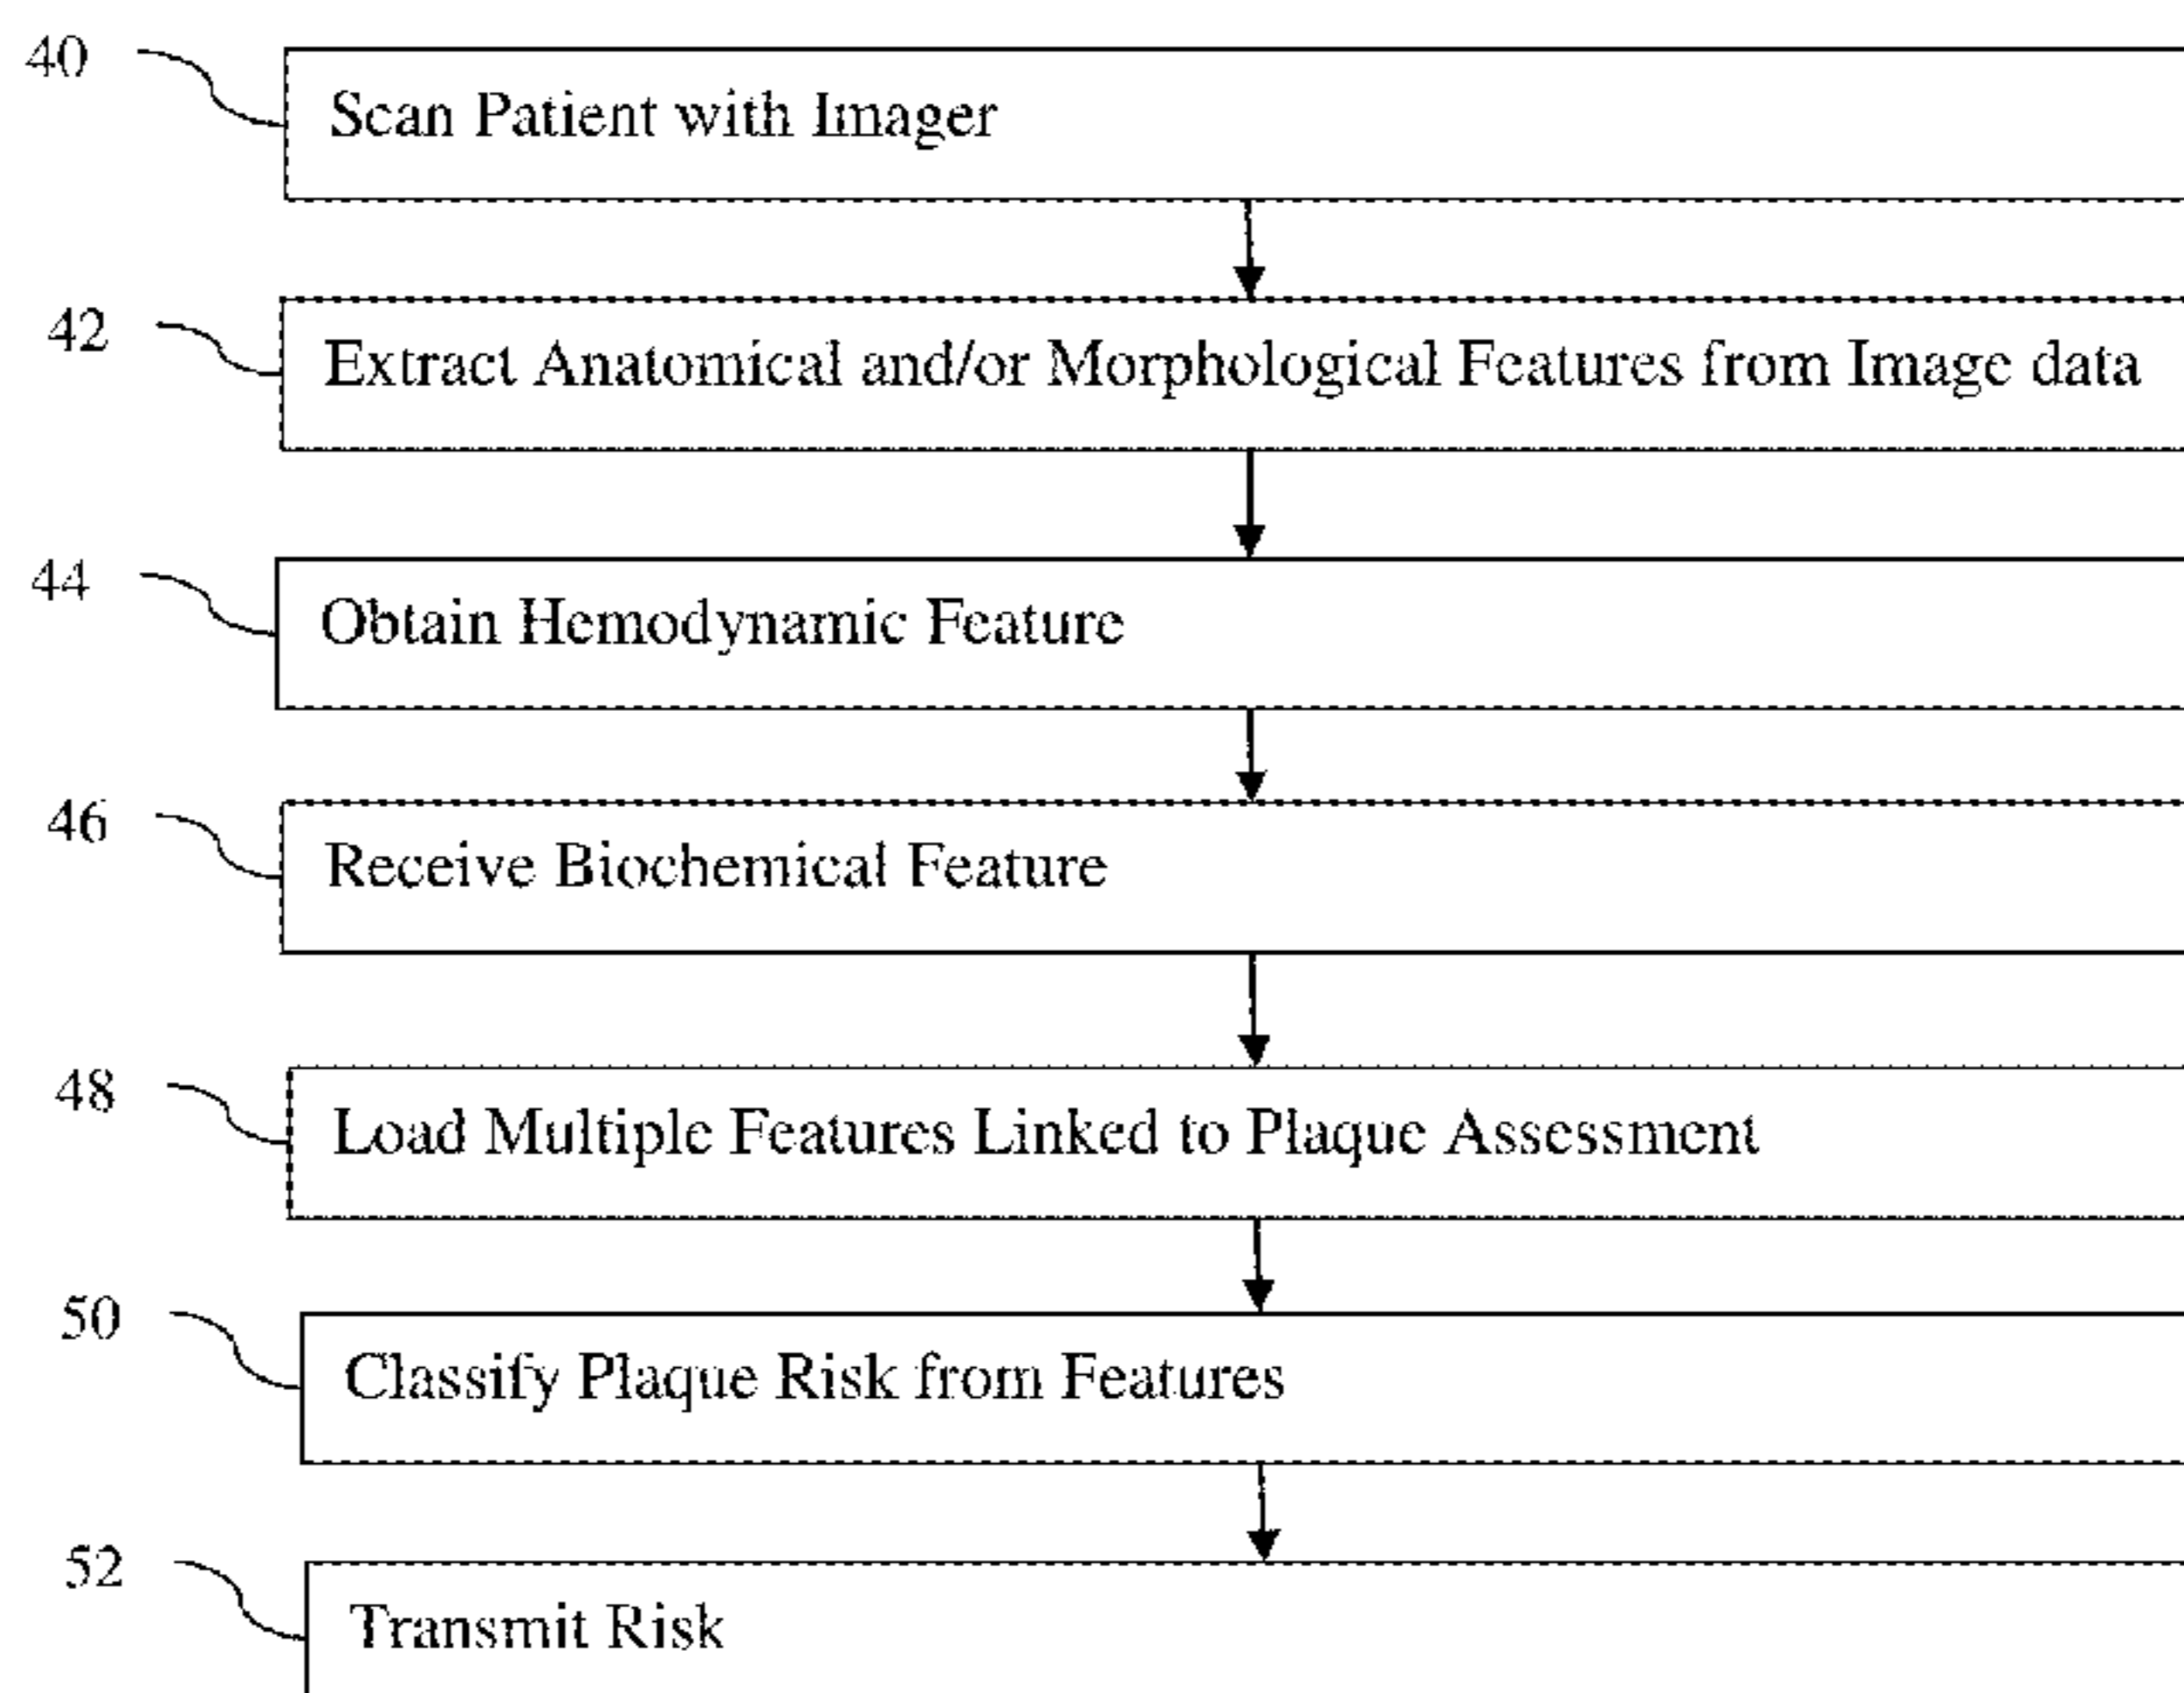 40 Scan Patient with Imager
42 Extract Anatomical and/or Morphological Features from Image data
44 Obtain Hemodynamic Feature
46 Receive Biochemical Feature
48 Load Multiple Features Linked to Plaque Assessment
50 Classify Plaque Risk from Features
52 Transmit Risk